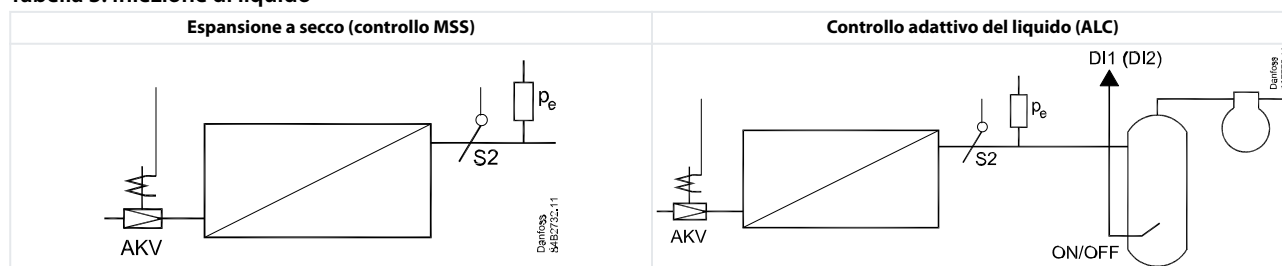 Tabella 3: Iniezione di liquido
Espansione a secco (controllo MSS)
Controllo adattivo del liquido (ALC)
AKV
S2
pe
Danfoss
84B2732.11
AKV
S2
pe
DI1 (DI2)
ON/OFF
Danfoss